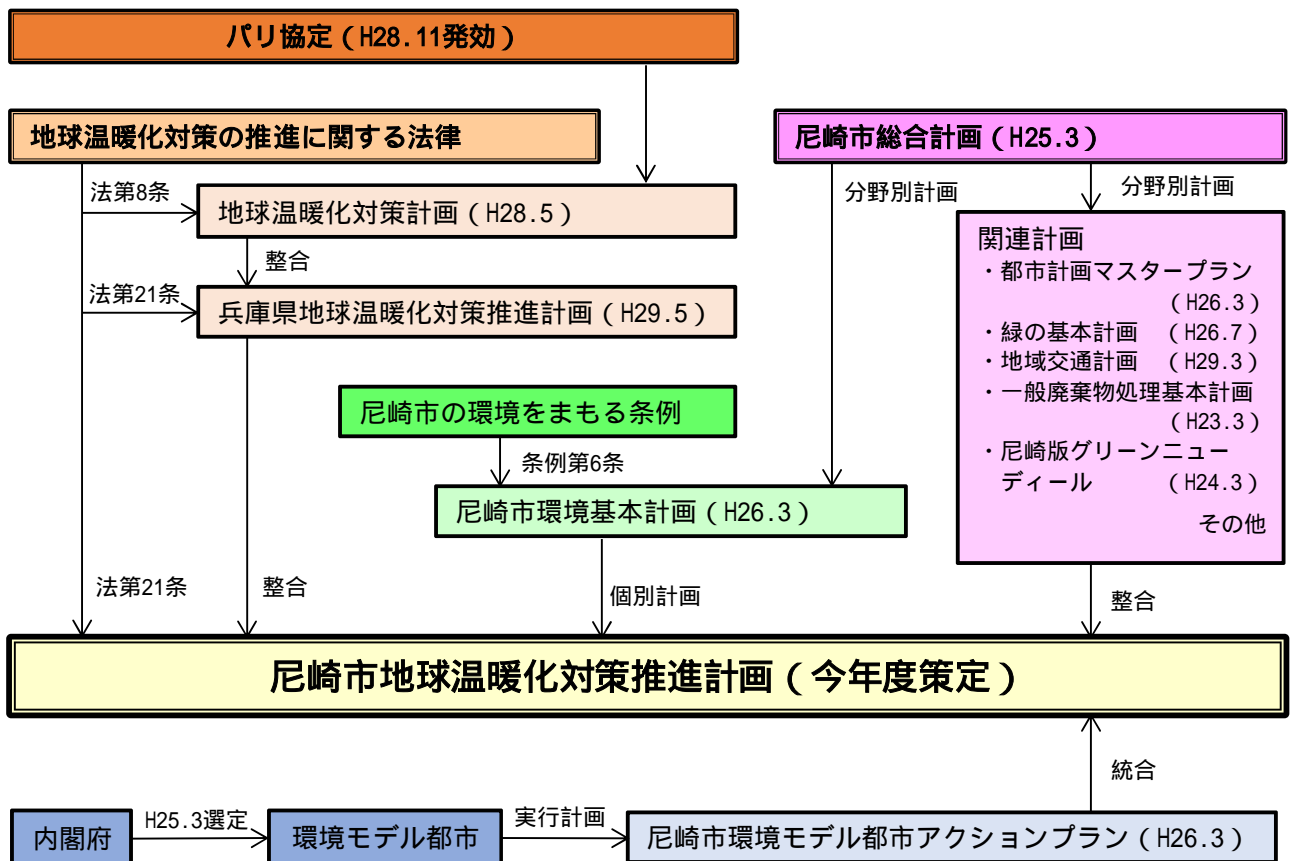 パリ協定（H28.11発効）
地球温暖化対策の推進に関する法律
尼崎市総合計画（H25.3）
法第8条
分野別計画
分野別計画
地球温暖化対策計画（H28.5）
整合
法第21条
兵庫県地球温暖化対策推進計画（H29.5）
関連計画
・都市計画マスタープラン
（H26.3）
・緑の基本計画　（H26.7）
・地域交通計画　（H29.3）
・一般廃棄物処理基本計画
（H23.3）
・尼崎版グリーンニュー
ディール　（H24.3）
その他
尼崎市の環境をまもる条例
条例第6条
尼崎市環境基本計画（H26.3）
法第21条
整合
個別計画
整合
尼崎市地球温暖化対策推進計画（今年度策定）
統合
内閣府
H25.3選定
環境モデル都市
実行計画
尼崎市環境モデル都市アクションプラン（H26.3）